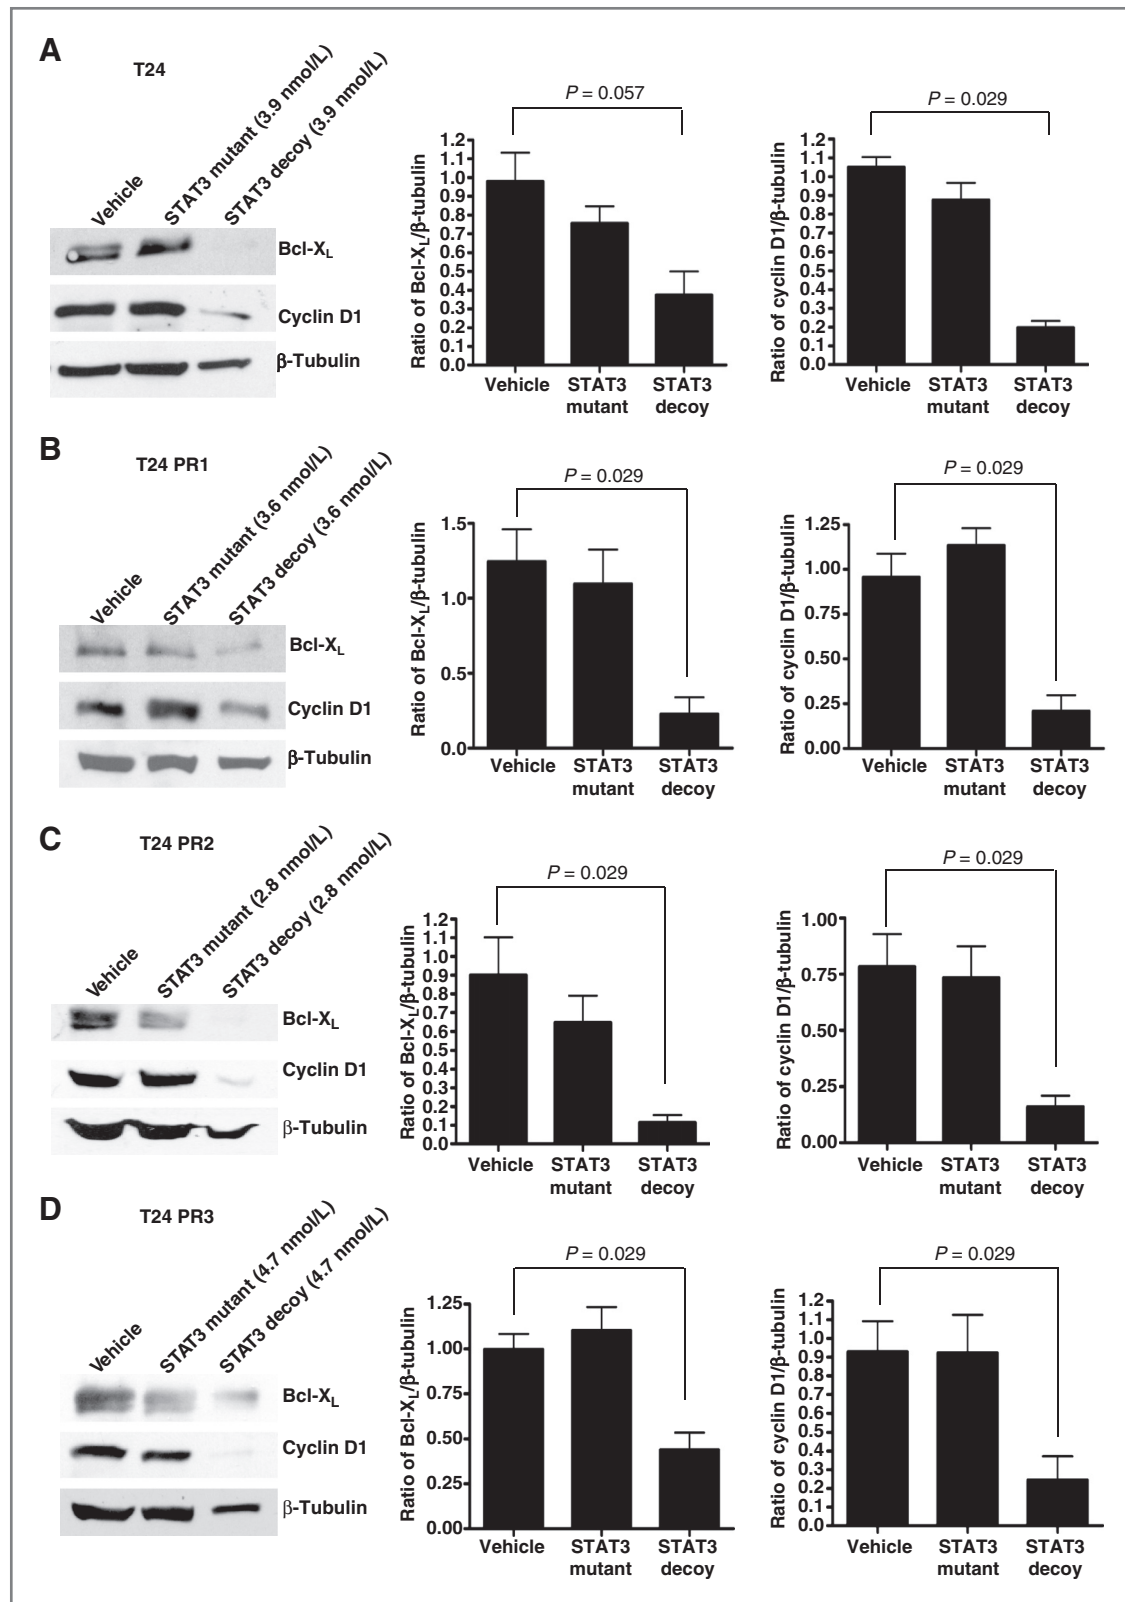 A
T24
Vehicle
STAT3 mutant (3.9 nmol/L)
STAT3 decoy (3.9 nmol/L)
Bcl-XL
Cyclin D1
β-Tubulin
P = 0.057
Ratio of Bcl-XL/β-tubulin
1.2
1.1
1.0
0.9
0.8
0.7
0.6
0.5
0.4
0.3
0.2
0.1
0.0
Vehicle
STAT3 mutant
STAT3 decoy
P = 0.029
Ratio of cyclin D1/β-tubulin
1.2
1.1
1.0
0.9
0.8
0.7
0.6
0.5
0.4
0.3
0.2
0.1
0.0
Vehicle
STAT3 mutant
STAT3 decoy
B
T24 PR1
Vehicle
STAT3 mutant (3.6 nmol/L)
STAT3 decoy (3.6 nmol/L)
Bcl-XL
Cyclin D1
β-Tubulin
P = 0.029
Ratio of Bcl-XL/β-tubulin
1.5
1.0
0.5
0.0
Vehicle
STAT3 mutant
STAT3 decoy
P = 0.029
Ratio of cyclin D1/β-tubulin
1.25
1.00
0.75
0.50
0.25
0.00
Vehicle
STAT3 mutant
STAT3 decoy
C
T24 PR2
Vehicle
STAT3 mutant (2.8 nmol/L)
STAT3 decoy (2.8 nmol/L)
Bcl-XL
Cyclin D1
β-Tubulin
P = 0.029
Ratio of Bcl-XL/β-tubulin
1.2
1.1
1.0
0.9
0.8
0.7
0.6
0.5
0.4
0.3
0.2
0.1
0.0
Vehicle
STAT3 mutant
STAT3 decoy
P = 0.029
Ratio of cyclin D1/β-tubulin
1.00
0.75
0.50
0.25
0.00
Vehicle
STAT3 mutant
STAT3 decoy
D
T24 PR3
Vehicle
STAT3 mutant (4.7 nmol/L)
STAT3 decoy (4.7 nmol/L)
Bcl-XL
Cyclin D1
β-Tubulin
P = 0.029
Ratio of Bcl-XL/β-tubulin
1.25
1.00
0.75
0.50
0.25
0.00
Vehicle
STAT3 mutant
STAT3 decoy
P = 0.029
Ratio of cyclin D1/β-tubulin
1.2
1.1
1.0
0.9
0.8
0.7
0.6
0.5
0.4
0.3
0.2
0.1
0.0
Vehicle
STAT3 mutant
STAT3 decoy